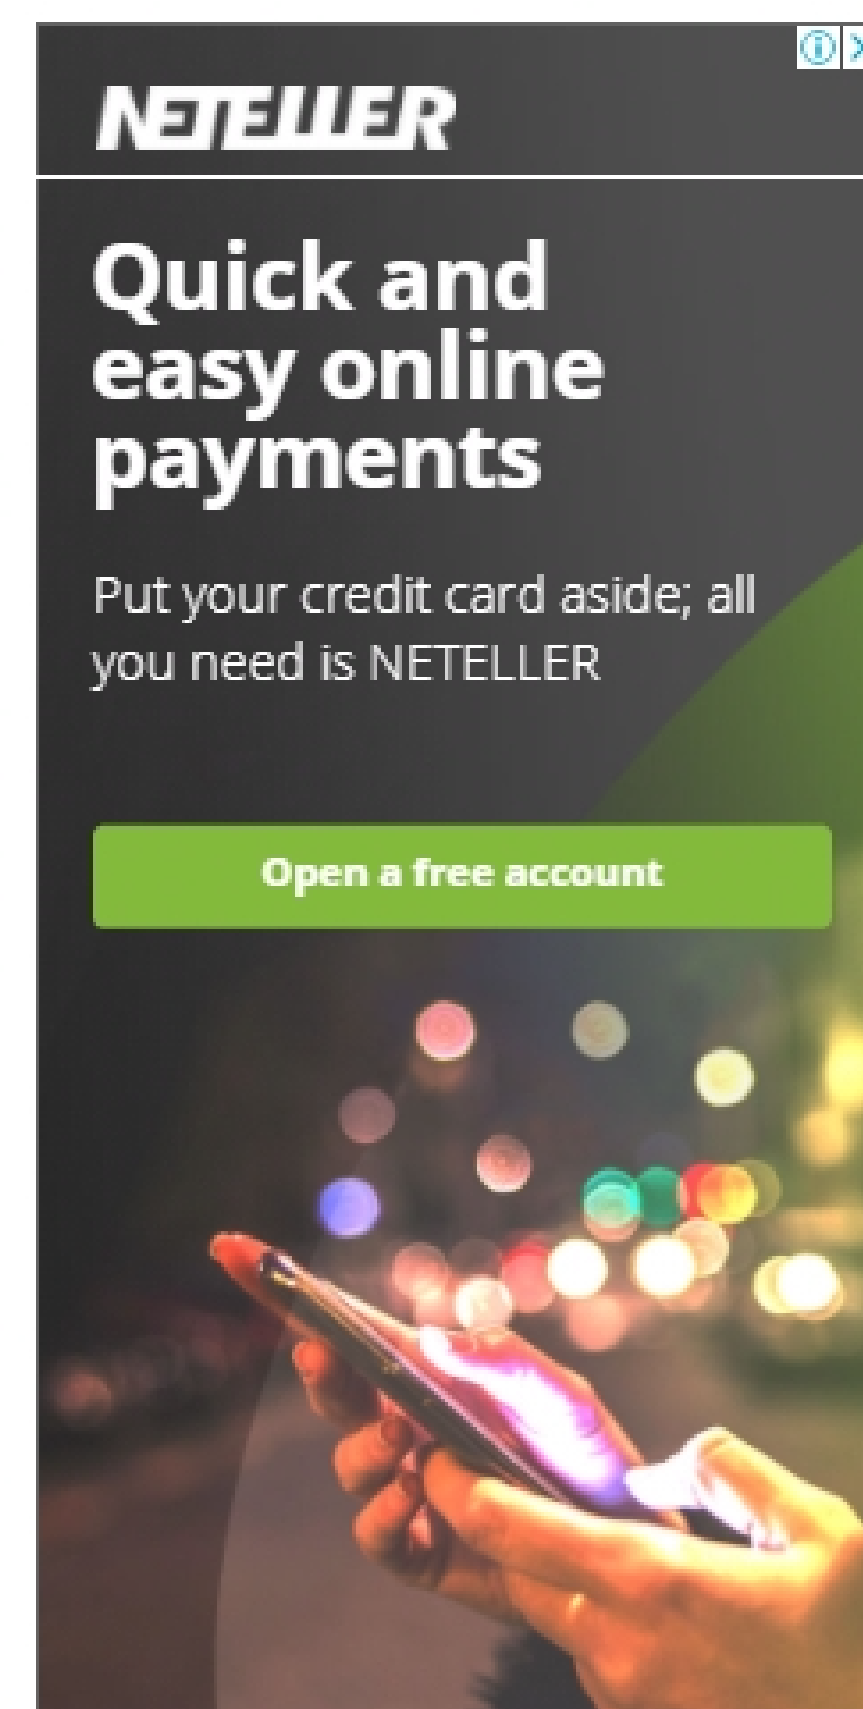 NETELLER
Quick and
easy online
payments
Put your credit card aside; all
you need is NETELLER
Open a free account